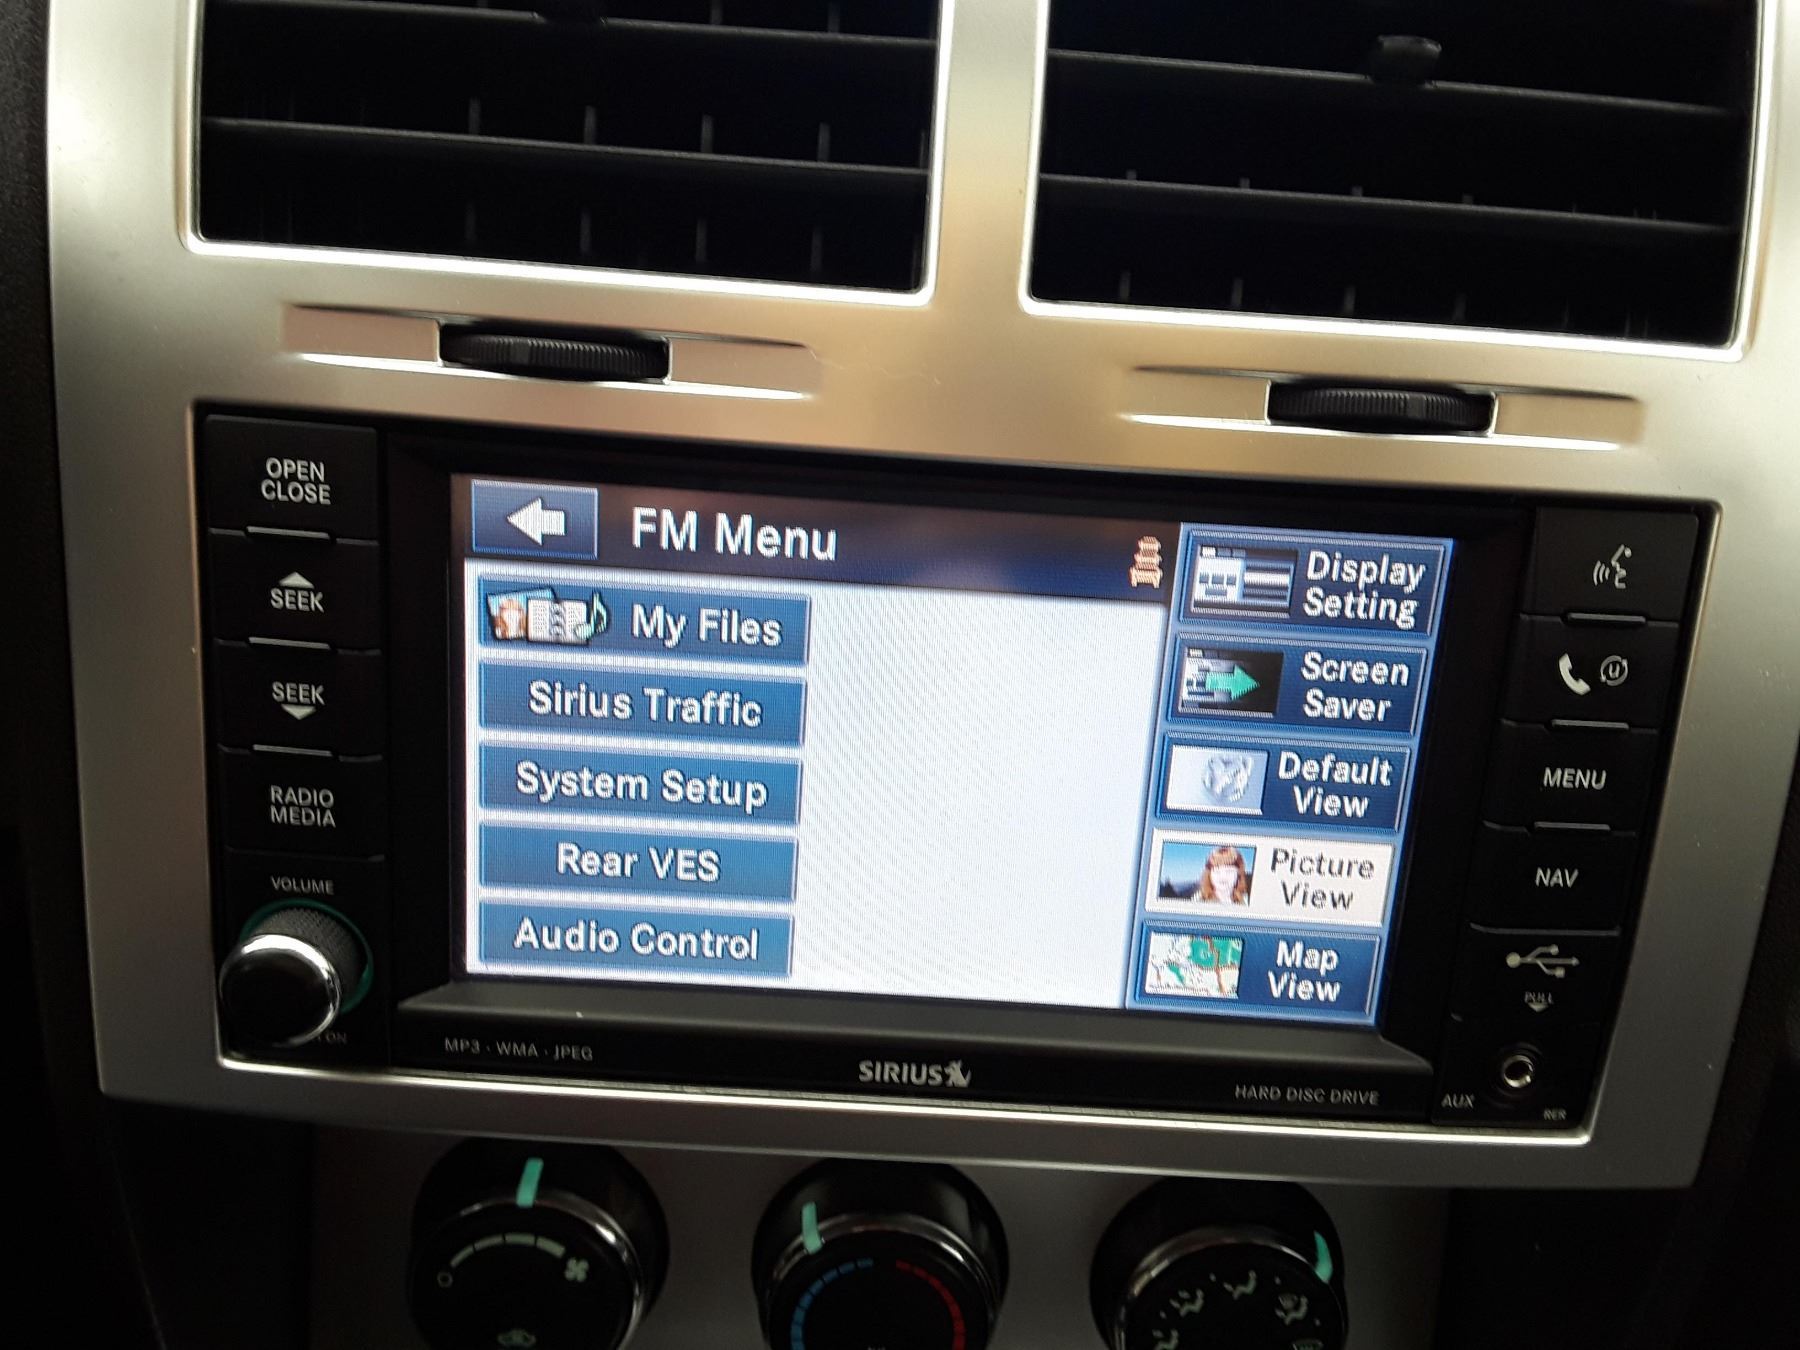 OPEN
CLOSE
SEEK
SEEK
RADIO
MEDIA
VOLUME
ON
FM Menu
My Files
Sirius Traffic
System Setup
Rear VES
Audio Control
Display
Setting
Screen
Saver
Default
View
Picture
View
Map
View
MENU
NAV
PULL
AUX
MP3 · WMA · JPEG
SIRIUS
HARD DISC DRIVE